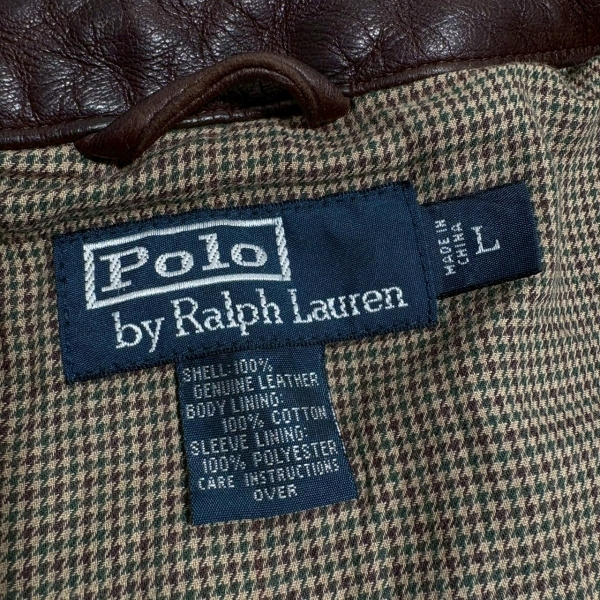 Polo
by Ralph Lauren
MADE IN
CHINA
L
SHELL: 100%
GENUINE LEATHER
BODY LINING:
100% COTTON
SLEEVE LINING:
100% POLYESTER
CARE INSTRUCTIONS
OVER